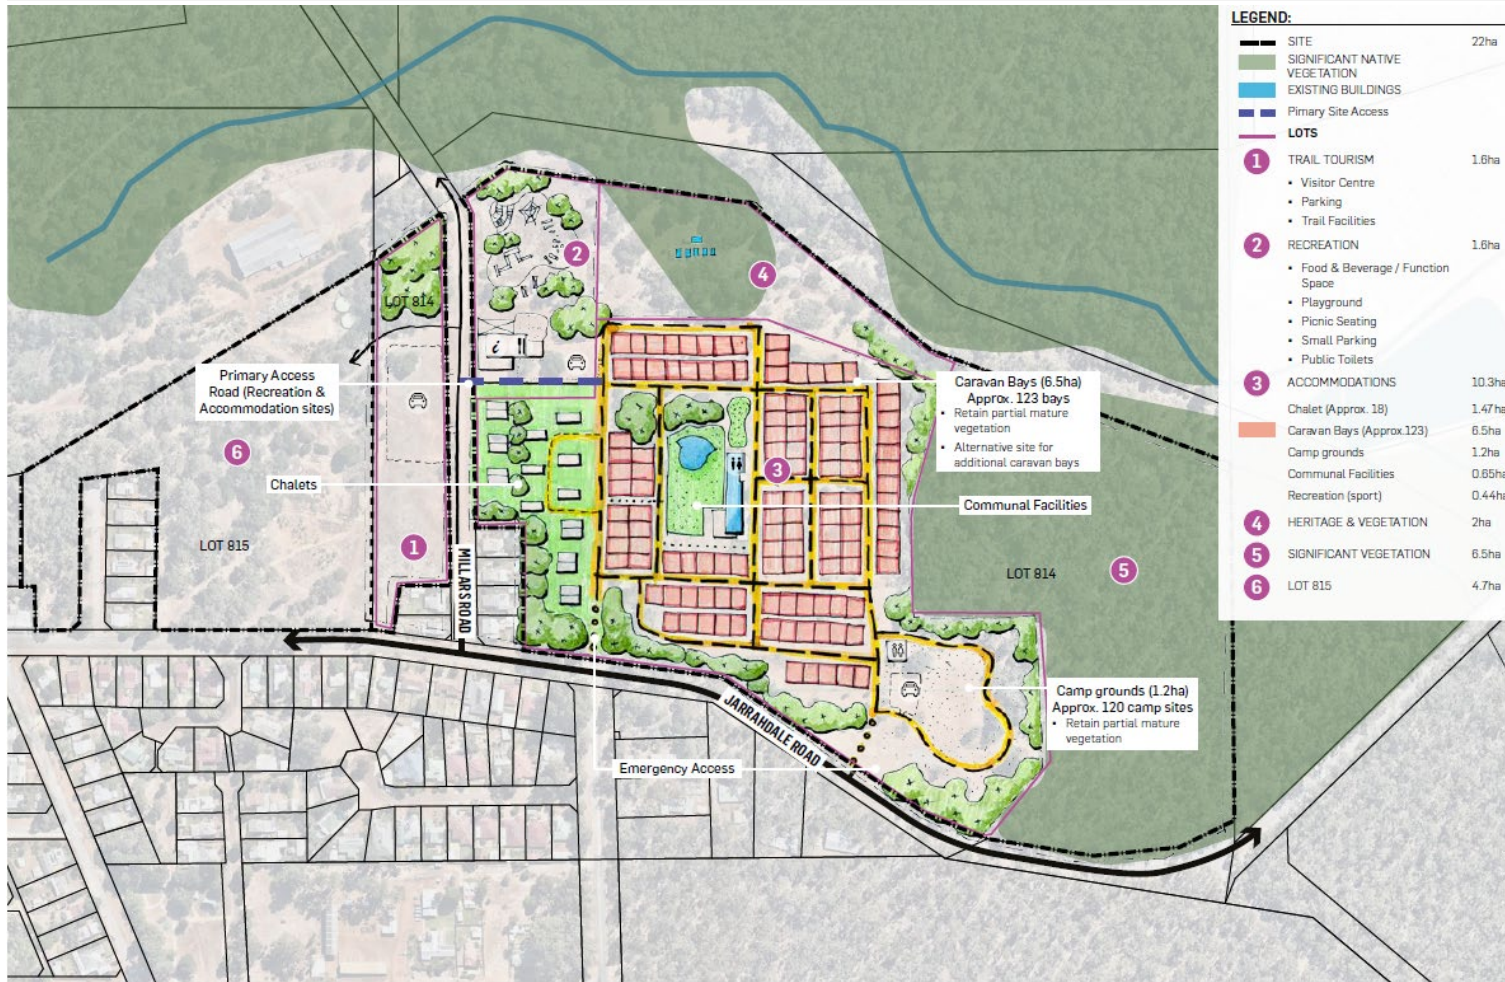 LEGEND:
SITE 22ha
SIGNIFICANT NATIVE
VEGETATION
EXISTING BUILDINGS
Pimary Site Access
LOTS
1 TRAIL TOURISM 1.6ha
▪ Visitor Centre
▪ Parking
▪ Trail Facilities
2 RECREATION 1.6ha
▪ Food & Beverage / Function
Space
▪ Playground
▪ Picnic Seating
▪ Small Parking
▪ Public Toilets
3 ACCOMMODATIONS 10.3ha
Chalet (Approx. 18) 1.47ha
Caravan Bays (Approx.123) 6.5ha
Camp grounds 1.2ha
Communal Facilities 0.65ha
Recreation (sport) 0.44ha
4 HERITAGE & VEGETATION 2ha
5 SIGNIFICANT VEGETATION 6.5ha
6 LOT 815 4.7ha
2
4
LOT 814
i
Primary Access
Road (Recreation &
Accommodation sites)
Caravan Bays (6.5ha)
Approx. 123 bays
▪ Retain partial mature
vegetation
▪ Alternative site for
additional caravan bays
6
3
Chalets
Communal Facilities
LOT 815
1
MILLARS ROAD
LOT 814
5
Camp grounds (1.2ha)
Approx. 120 camp sites
▪ Retain partial mature
vegetation
JARRAHDALE ROAD
Emergency Access